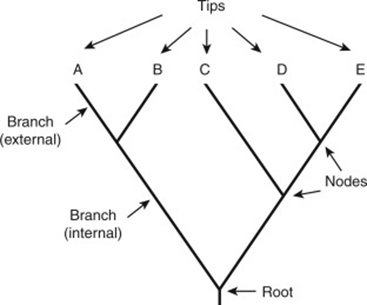 Tips
A B C D E
Branch
(external)
Nodes
Branch
(internal)
Root